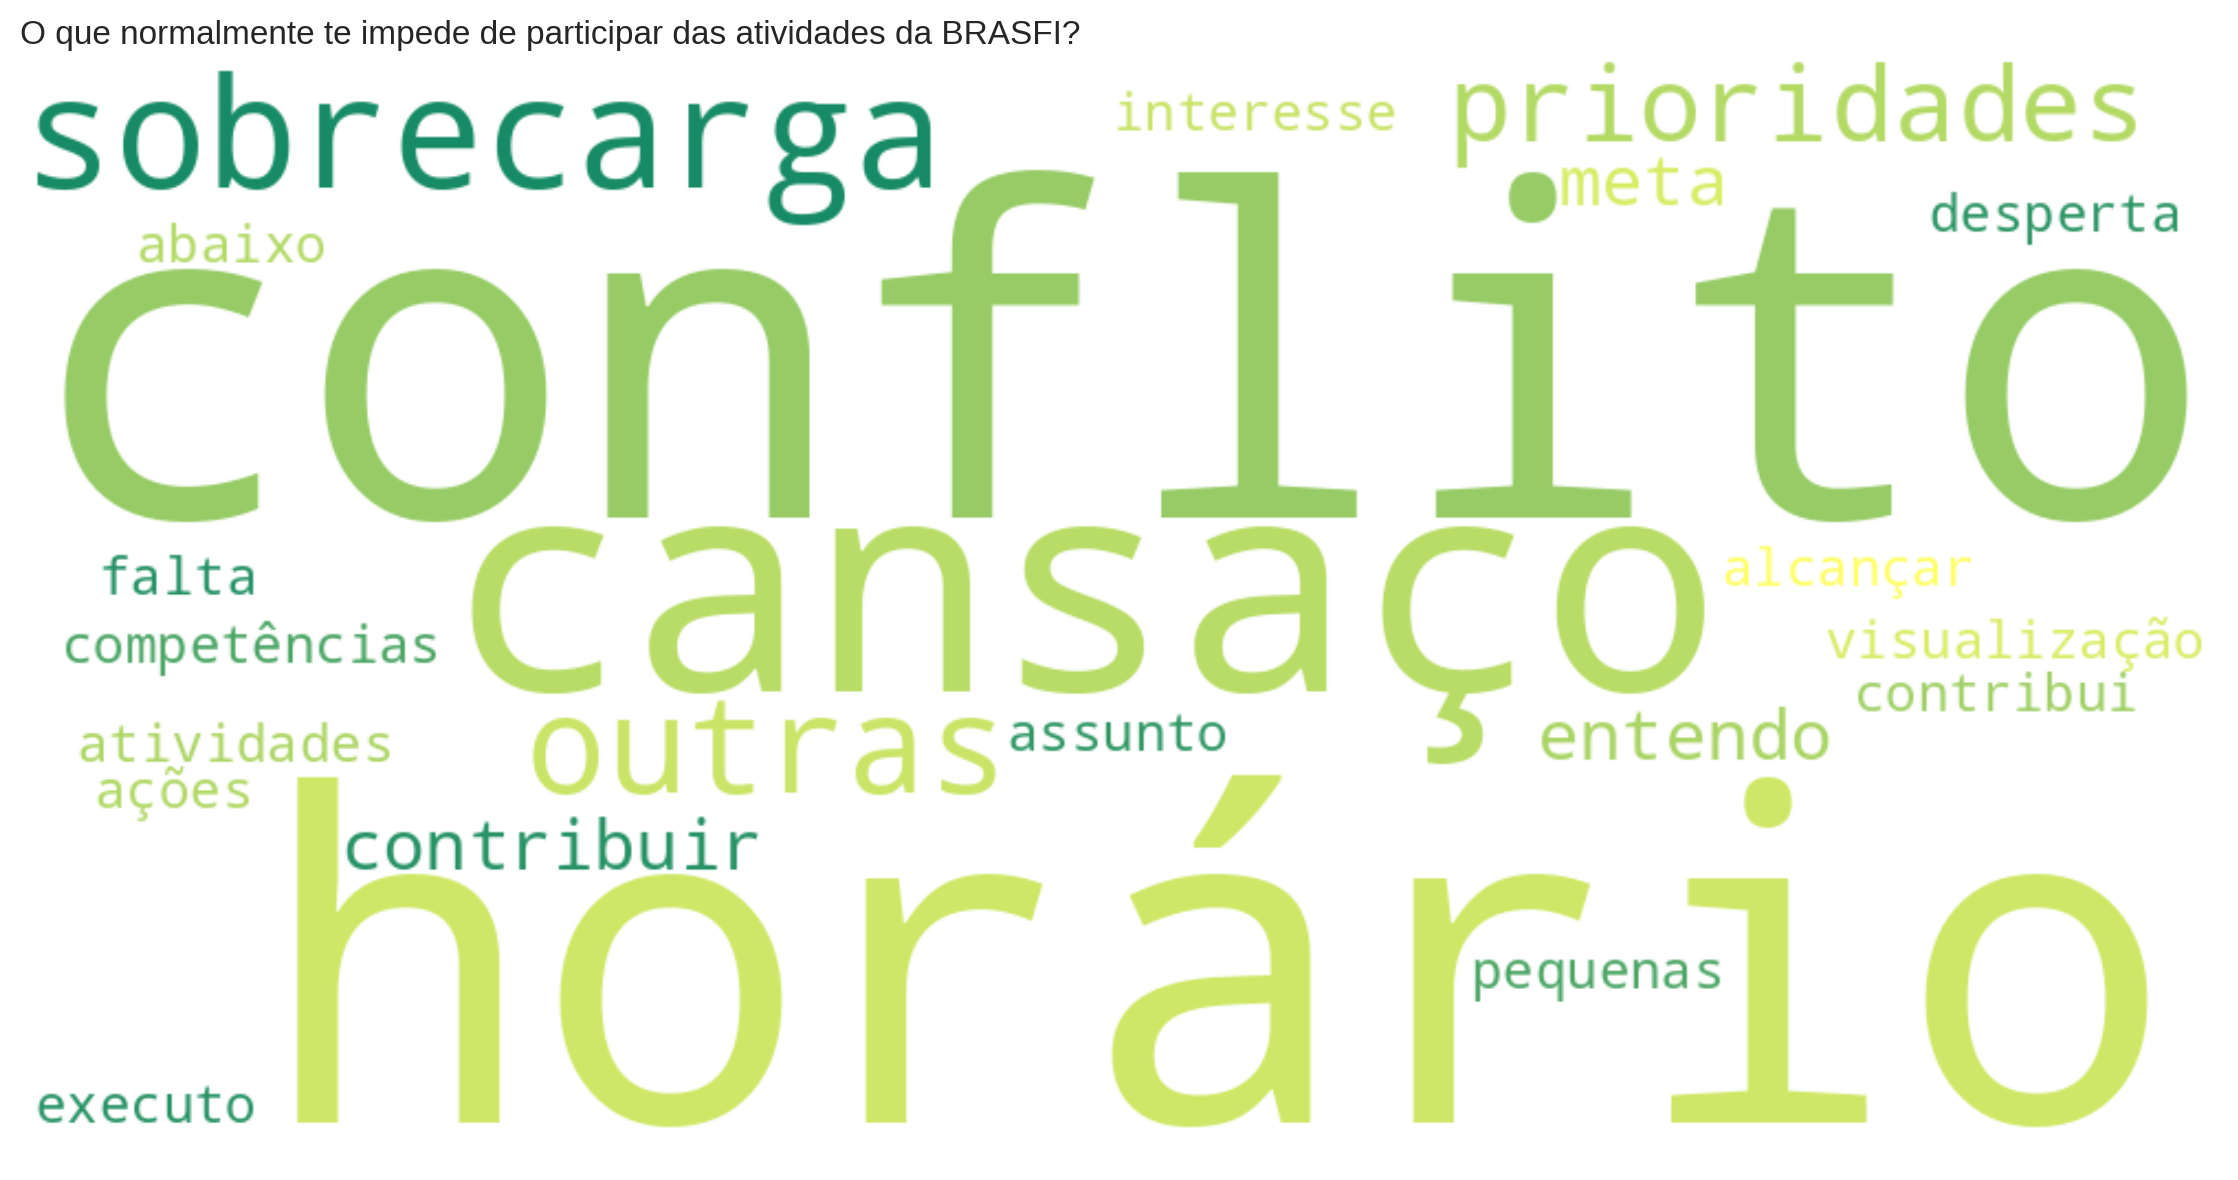 O que normalmente te impede de participar das atividades da BRASFI?
sobrecarga
interesse
prioridades
meta
desperta
abaixo
conflito
falta
cansaço
alcançar
competências
visualização
contribui
outras
assunto
entendo
atividades
ações
contribuir
horário
pequenas
executo